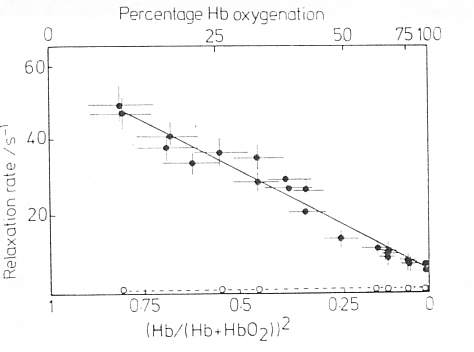 Percentage Hb oxygenation
0 25 50 75 100
60
40
20
Relaxation rate /s⁻¹
1 0.75 0.5 0.25 0
(Hb/(Hb+HbO₂))²